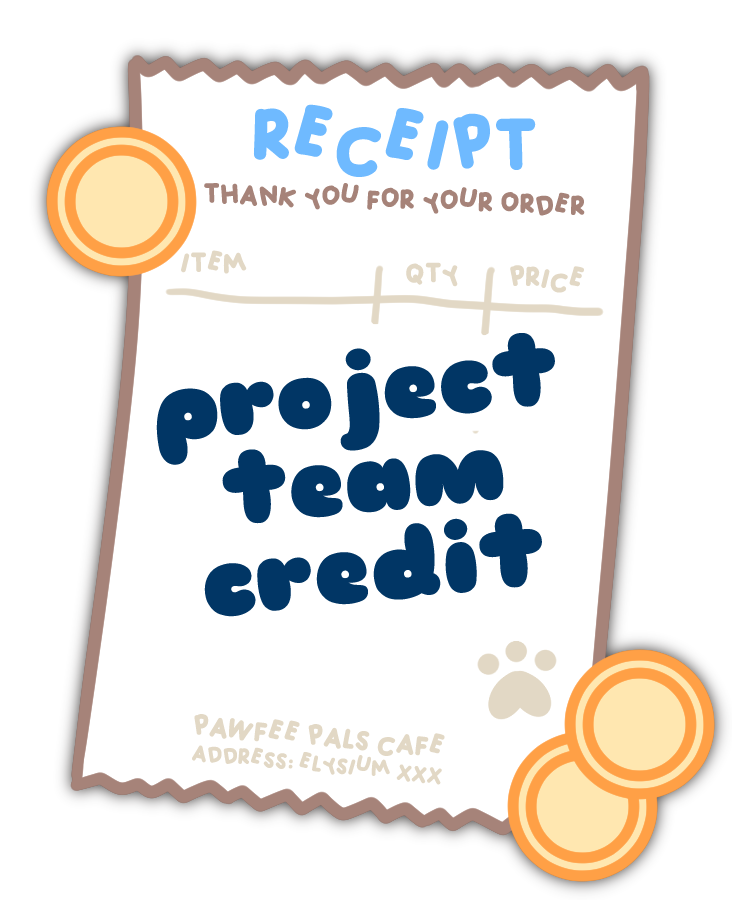 RECEIPT
THANK YOU FOR YOUR ORDER
ITEM QTY PRICE
project
team
credit
PAWFEE PALS CAFE
ADDRESS: ELYSIUM XXX